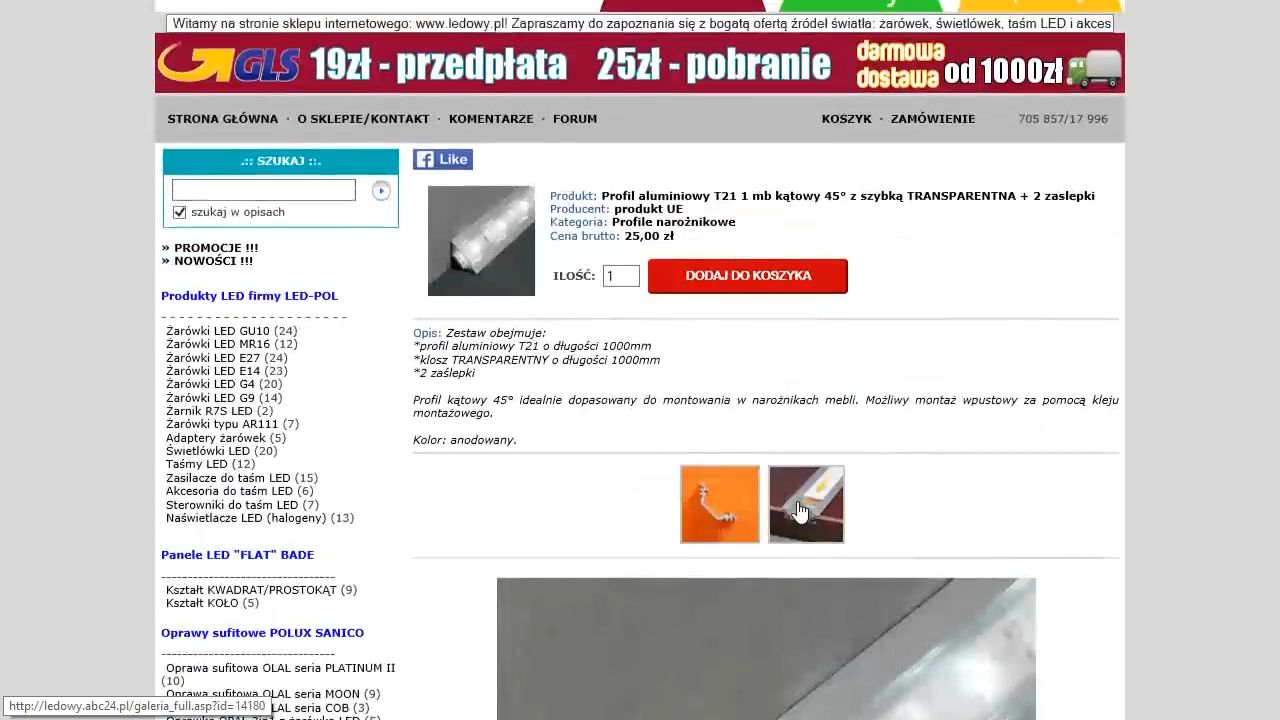 Witamy na stronie sklepu internetowego: www.ledowy.pl! Zapraszamy do zapoznania się z bogatą ofertą źródeł światła: żarówek, świetlówek, taśm LED i akces
GLS 19zł - przedpłata 25zł - pobranie darmowa dostawa od 1000zł
STRONA GŁÓWNA · O SKLEPIE/KONTAKT · KOMENTARZE · FORUM KOSZYK · ZAMÓWIENIE 705 857/17 996
.:: SZUKAJ ::.
szukaj w opisach
» PROMOCJE !!!
» NOWOŚCI !!!
Produkty LED firmy LED-POL
- - - - - - - - - - - - - - - - - - - - -
Żarówki LED GU10 (24)
Żarówki LED MR16 (12)
Żarówki LED E27 (24)
Żarówki LED E14 (23)
Żarówki LED G4 (20)
Żarówki LED G9 (14)
Żarnik R7S LED (2)
Żarówki typu AR111 (7)
Adaptery żarówek (5)
Świetlówki LED (20)
Taśmy LED (12)
Zasilacze do taśm LED (15)
Akcesoria do taśm LED (6)
Sterowniki do taśm LED (7)
Naświetlacze LED (halogeny) (13)
Panele LED "FLAT" BADE
--------------------------------
Kształt KWADRAT/PROSTOKĄT (9)
Kształt KOŁO (5)
Oprawy sufitowe POLUX SANICO
--------------------------------
Oprawa sufitowa OLAL seria PLATINUM II
(10)
Oprawa sufitowa OLAL seria MOON (9)
OLAL seria COB (3)
http://ledowy.abc24.pl/galeria_full.asp?id=14180
Like
Produkt: Profil aluminiowy T21 1 mb kątowy 45° z szybką TRANSPARENTNA + 2 zaslepki
Producent: produkt UE
Kategoria: Profile narożnikowe
Cena brutto: 25,00 zł
ILOŚĆ: 1 DODAJ DO KOSZYKA
Opis: Zestaw obejmuje:
*profil aluminiowy T21 o długości 1000mm
*klosz TRANSPARENTNY o długości 1000mm
*2 zaślepki
Profil kątowy 45° idealnie dopasowany do montowania w narożnikach mebli. Możliwy montaż wpustowy za pomocą kleju
montażowego.
Kolor: anodowany.